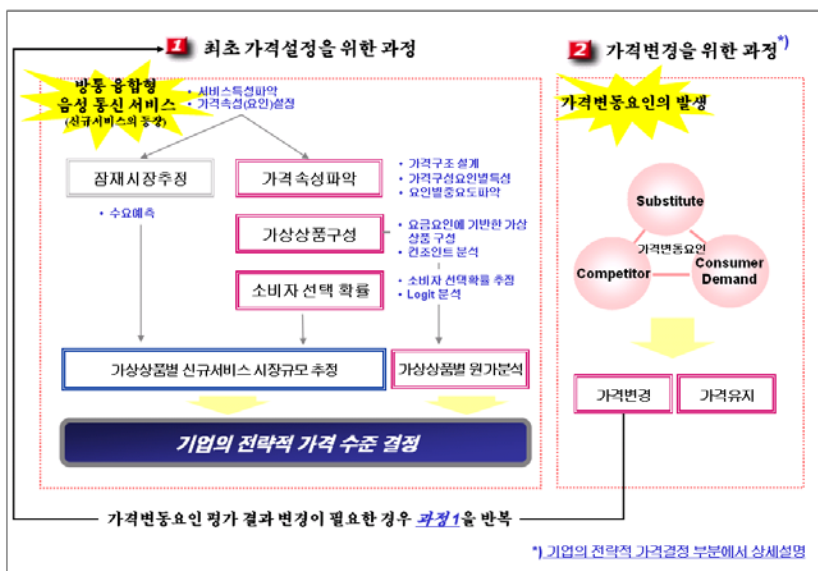 1 최초 가격설정을 위한 과정
방통 융합형
음성 통신 서비스
(신규서비스의 등장)
• 서비스특성파악
• 가격속성(요인)설정
잠재시장추정
• 수요예측
가격 속성파악
• 가격구조 설계
• 가격구성요인별특성
• 요인별중요도파악
가상상품구성
• 요금요인에 기반한 가상
상품 구성
• 컨조인트 분석
소비자 선택 확률
• 소비자 선택확률 추정
• Logit 분석
가상상품별 신규서비스 시장규모 추정
가상상품별 원가분석
기업의 전략적 가격 수준 결정
2 가격변경을 위한 과정*)
가격변동요인의 발생
Substitute
가격변동요인
Competitor
Consumer
Demand
가격변경
가격유지
가격변동요인 평가 결과 변경이 필요한 경우 과정1을 반복
*) 기업의 전략적 가격결정 부분에서 상세설명